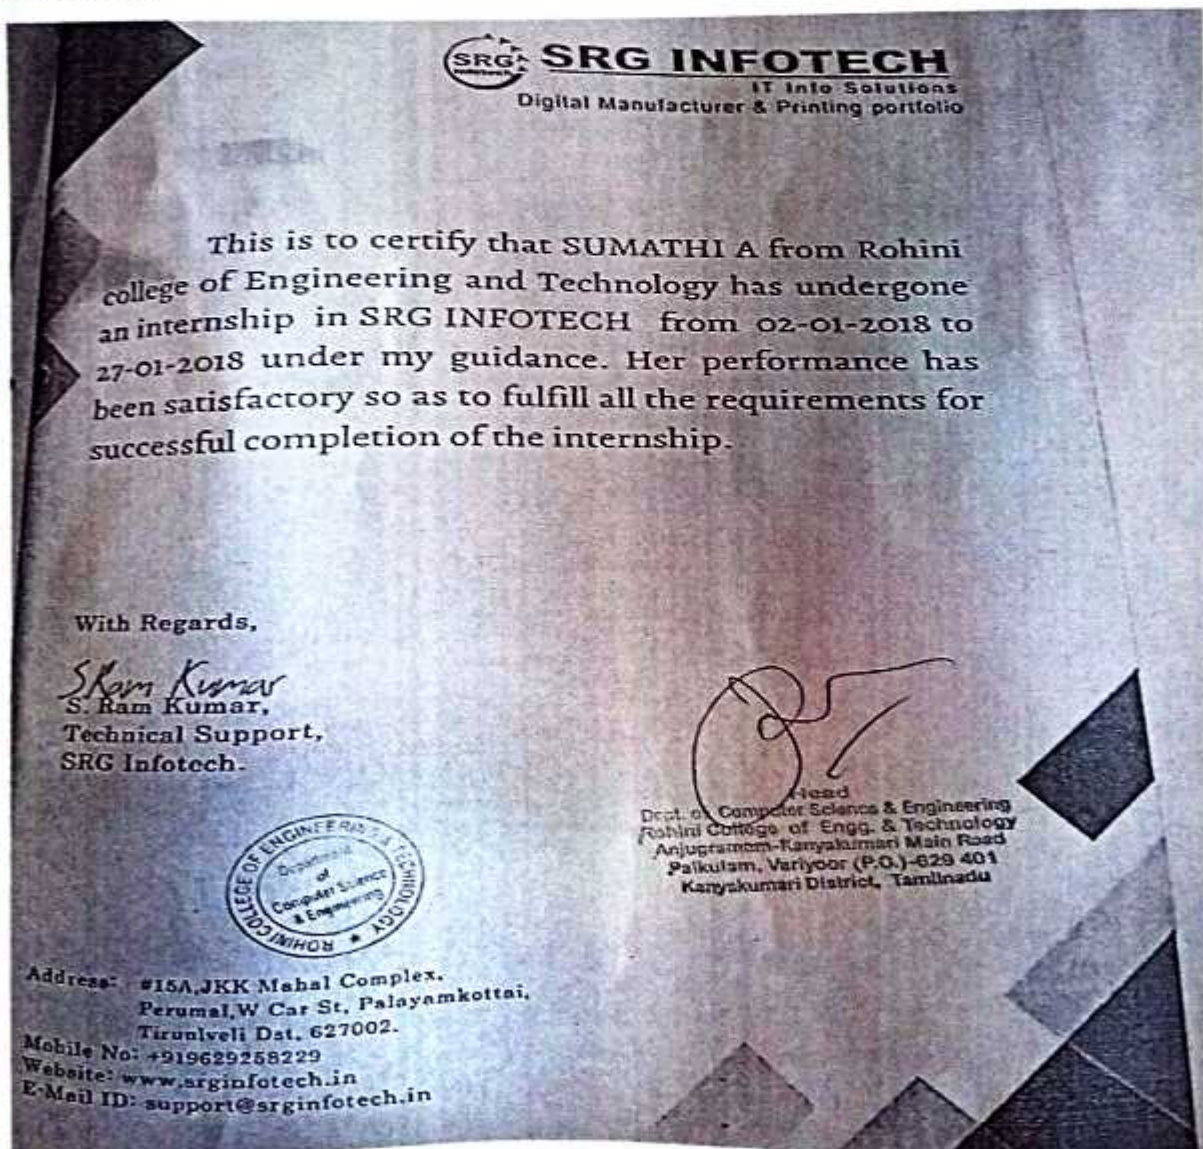 SRG
SRG INFOTECH
IT Info Solutions
Digital Manufacturer & Printing portfolio
This is to certify that SUMATHI A from Rohini
college of Engineering and Technology has undergone
an internship in SRG INFOTECH from 02-01-2018 to
27-01-2018 under my guidance. Her performance has
been satisfactory so as to fulfill all the requirements for
successful completion of the internship.
With Regards,
S Ram Kumar
S. Ram Kumar,
Technical Support,
SRG Infotech.
Head
Dept. of Computer Science & Engineering
Rohini College of Engg. & Technology
Anjugramam-Kanyakumari Main Road
Palkulam, Variyoor (P.O.)-629 401
Kanyakumari District, Tamilnadu
ROHINI COLLEGE OF ENGINEERING & TECHNOLOGY
Department
of
Computer Science
& Engineering
Address: #15A,JKK Mahal Complex,
Perumal,W Car St, Palayamkottai,
Tirunlveli Dst, 627002.
Mobile No: +919629258229
Website: www.srginfotech.in
E-Mail ID: support@srginfotech.in